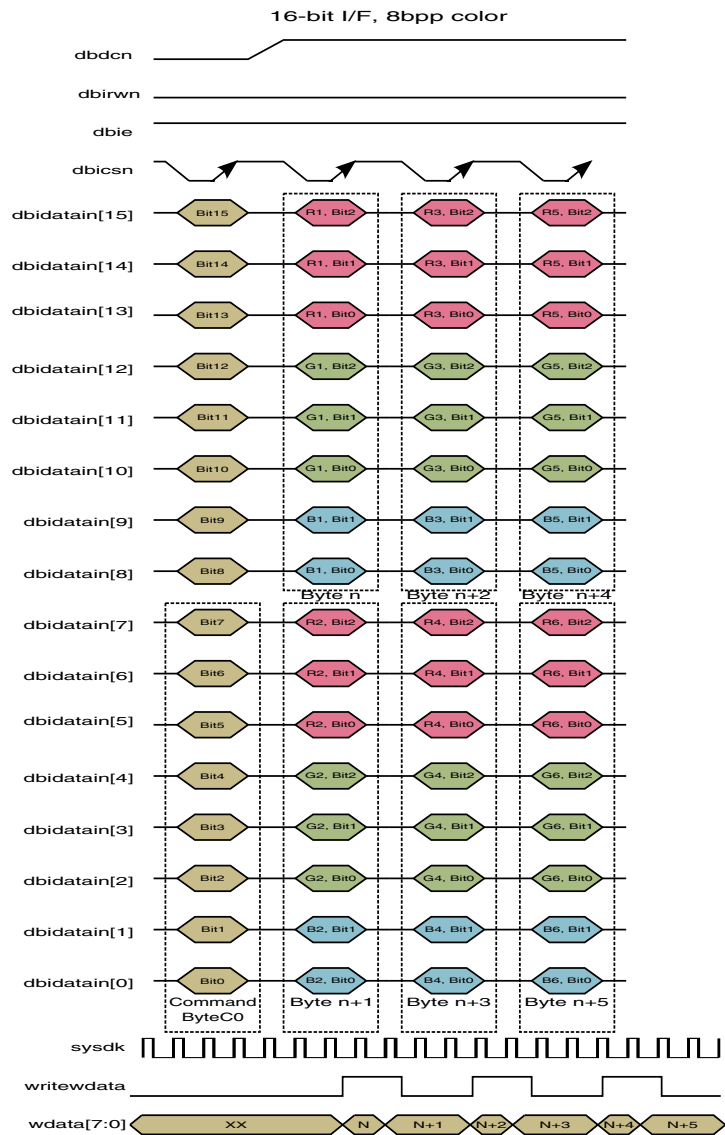 16-bit I/F, 8bpp color
dbdcn
dbirwn
dbie
dbicsn
dbidatain[15] Bit15 R1, Bit2 R3, Bit2 R5, Bit2
dbidatain[14] Bit14 R1, Bit1 R3, Bit1 R5, Bit1
dbidatain[13] Bit13 R1, Bit0 R3, Bit0 R5, Bit0
dbidatain[12] Bit12 G1, Bit2 G3, Bit2 G5, Bit2
dbidatain[11] Bit11 G1, Bit1 G3, Bit1 G5, Bit1
dbidatain[10] Bit10 G1, Bit0 G3, Bit0 G5, Bit0
dbidatain[9] Bit9 B1, Bit1 B3, Bit1 B5, Bit1
dbidatain[8] Bit8 B1, Bit0 B3, Bit0 B5, Bit0
Byte n Byte n+2 Byte n+4
dbidatain[7] Bit7 R2, Bit2 R4, Bit2 R6, Bit2
dbidatain[6] Bit6 R2, Bit1 R4, Bit1 R6, Bit1
dbidatain[5] Bit5 R2, Bit0 R4, Bit0 R6, Bit0
dbidatain[4] Bit4 G2, Bit2 G4, Bit2 G6, Bit2
dbidatain[3] Bit3 G2, Bit1 G4, Bit1 G6, Bit1
dbidatain[2] Bit2 G2, Bit0 G4, Bit0 G6, Bit0
dbidatain[1] Bit1 B2, Bit1 B4, Bit1 B6, Bit1
dbidatain[0] Bit0 B2, Bit0 B4, Bit0 B6, Bit0
Command Byte n+1 Byte n+3 Byte n+5
ByteC0
sysdk
writewdata
wdata[7:0] XX N N+1 N+2 N+3 N+4 N+5